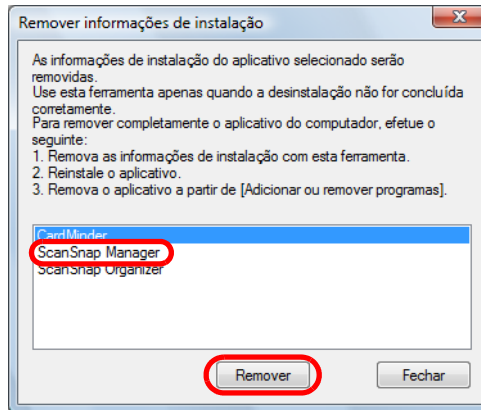 Remover informações de instalação
As informações de instalação do aplicativo selecionado serão
removidas.
Use esta ferramenta apenas quando a desinstalação não for concluída
corretamente.
Para remover completamente o aplicativo do computador, efetue o
seguinte:
1. Remova as informações de instalação com esta ferramenta.
2. Reinstale o aplicativo.
3. Remova o aplicativo a partir de [Adicionar ou remover programas].
CardMinder
ScanSnap Manager
ScanSnap Organizer
Remover Fechar